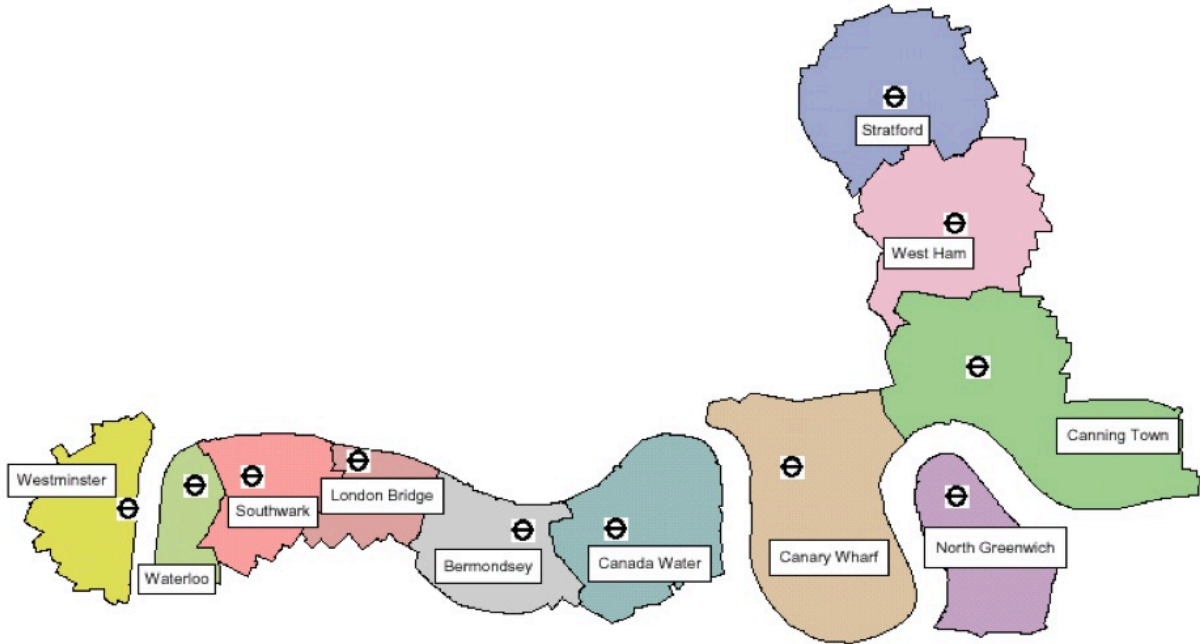 Stratford
West Ham
Canning Town
Westminster
London Bridge
Southwark
North Greenwich
Canary Wharf
Canada Water
Bermondsey
Waterloo